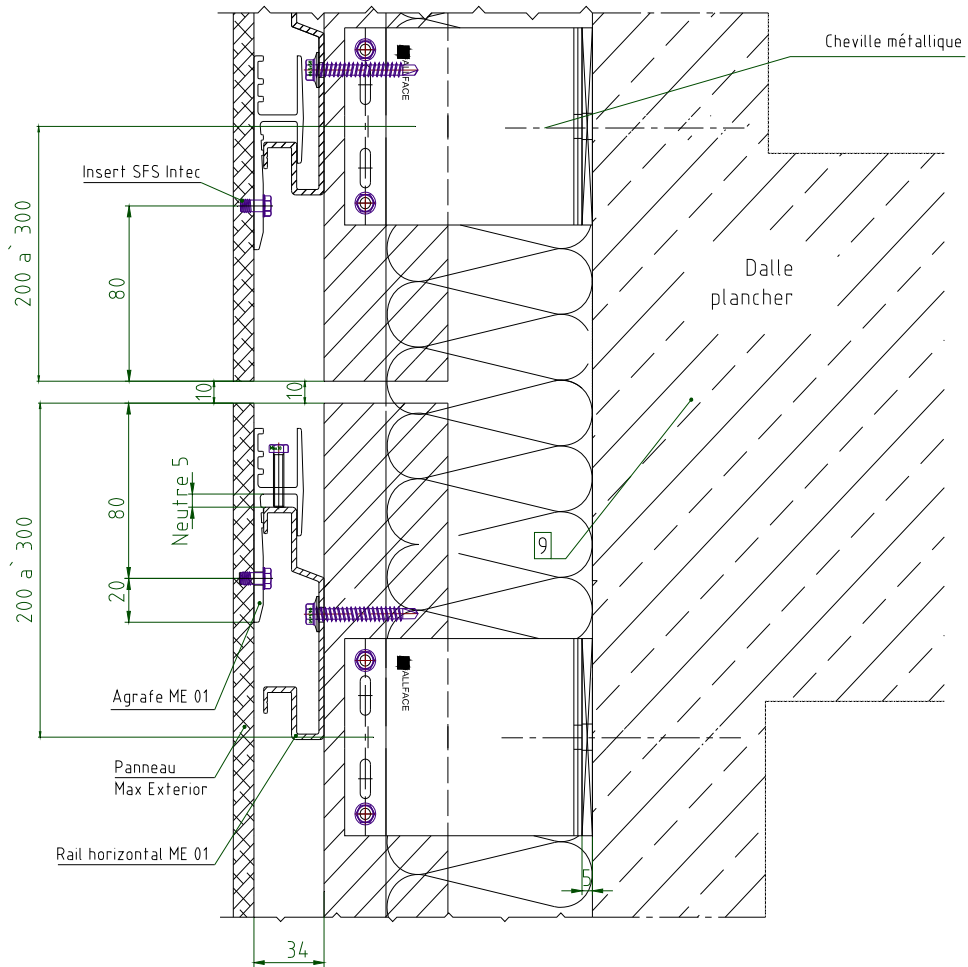 Cheville métallique
ALLFACE
Insert SFS Intec
200 a` 300
80
Dalle
plancher
10
10
Neutre 5
80
200 a` 300
20
9
ALLFACE
Agrafe ME 01
Panneau
Max Exterior
Rail horizontal ME 01
5
34